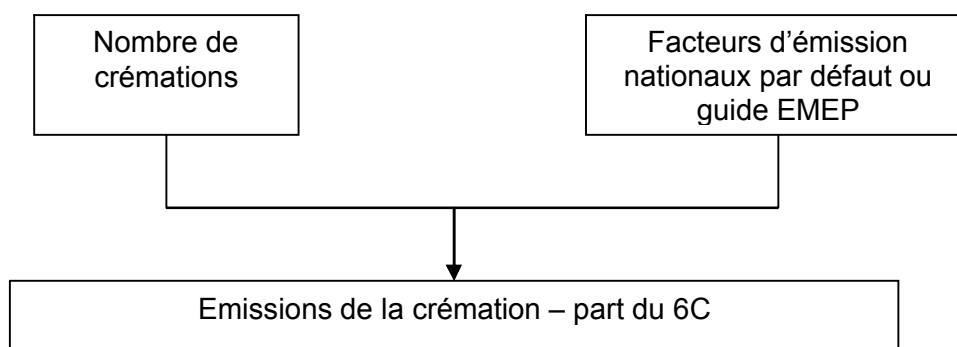 Nombre de
crémations
Facteurs d'émission
nationaux par défaut ou
guide EMEP
Emissions de la crémation – part du 6C